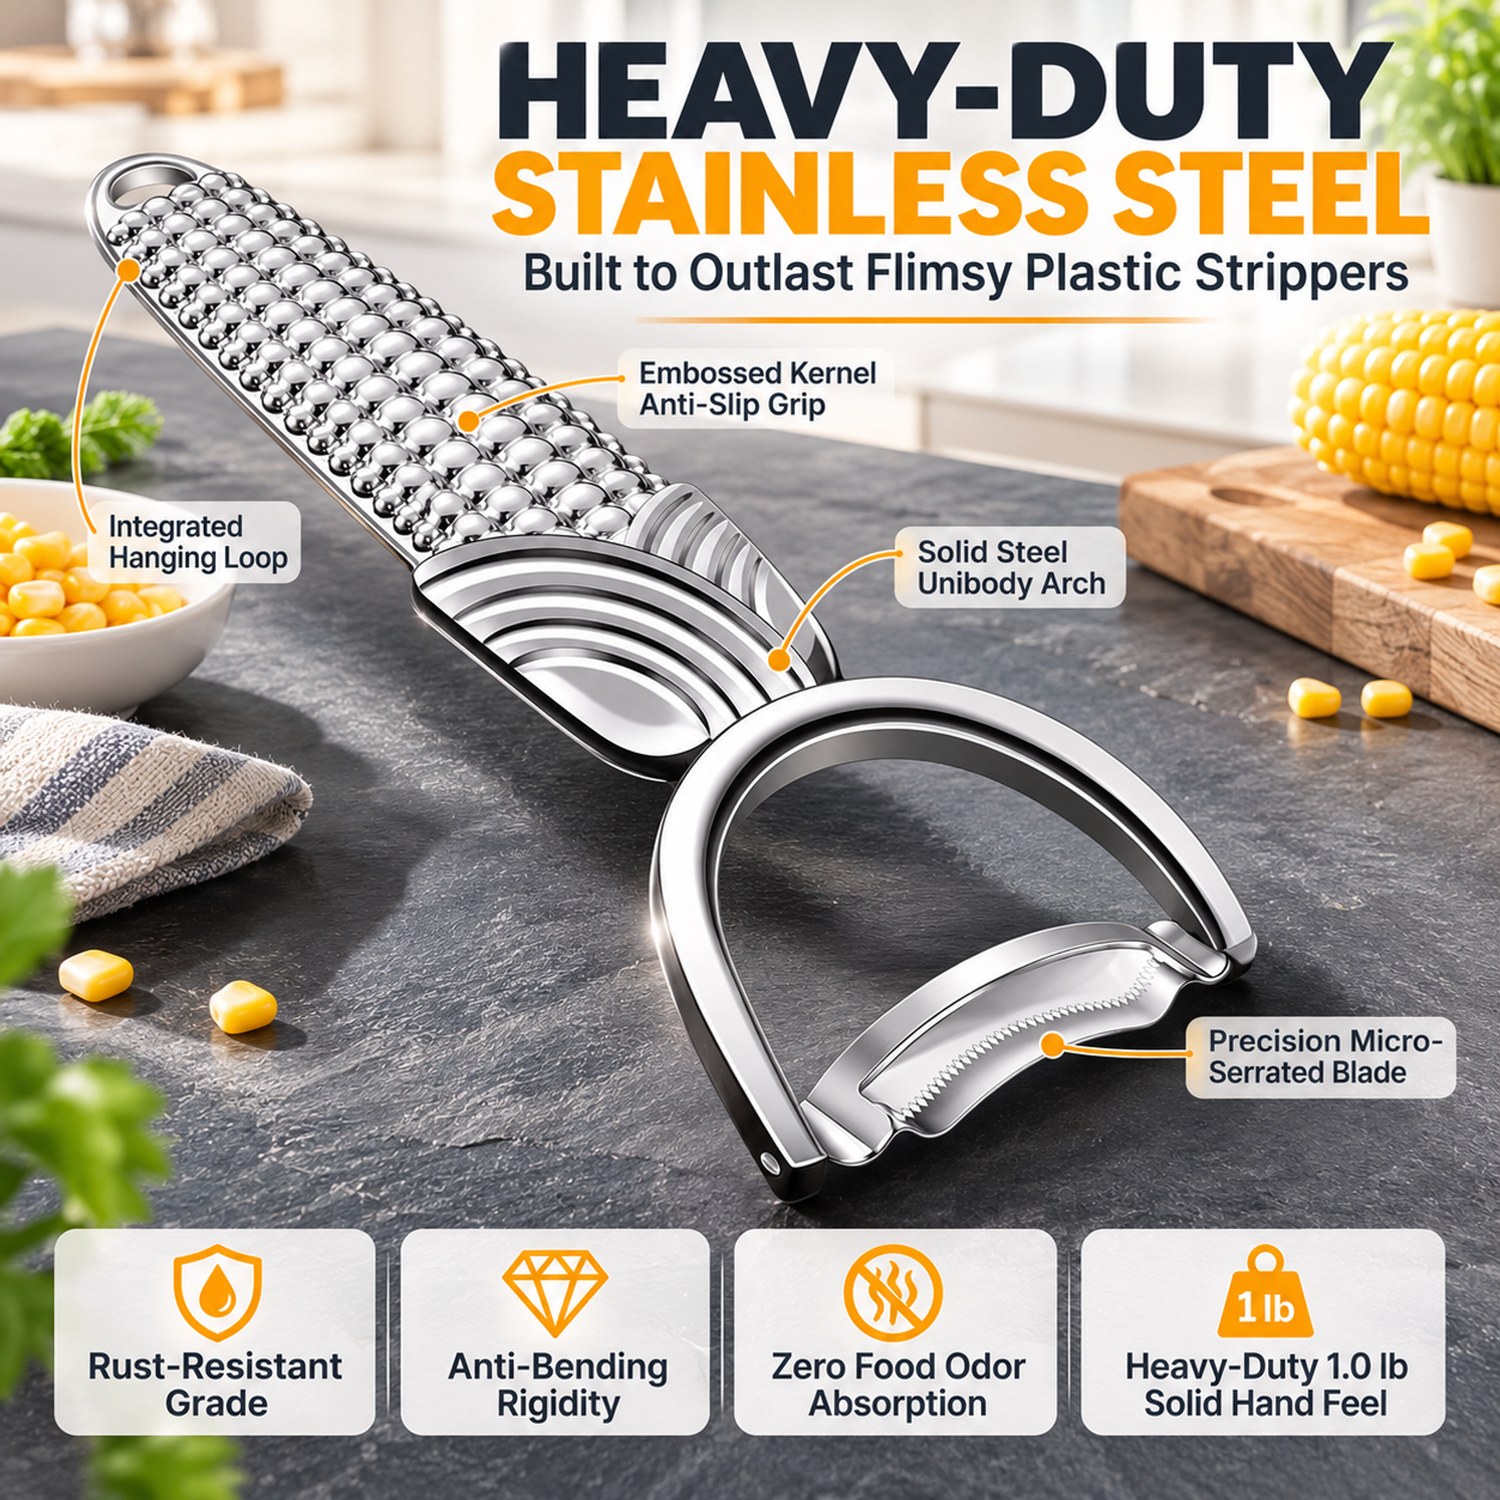 HEAVY-DUTY
STAINLESS STEEL
Built to Outlast Flimsy Plastic Strippers
Embossed Kernel
Anti-Slip Grip
Integrated
Hanging Loop
Solid Steel
Unibody Arch
Precision Micro-
Serrated Blade
Rust-Resistant
Grade
Anti-Bending
Rigidity
Zero Food Odor
Absorption
1 lb
Heavy-Duty 1.0 lb
Solid Hand Feel